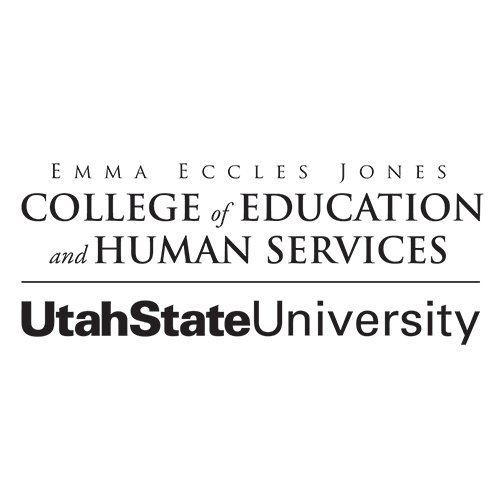 EMMA ECCLES JONES
COLLEGE of EDUCATION
and HUMAN SERVICES
UtahStateUniversity